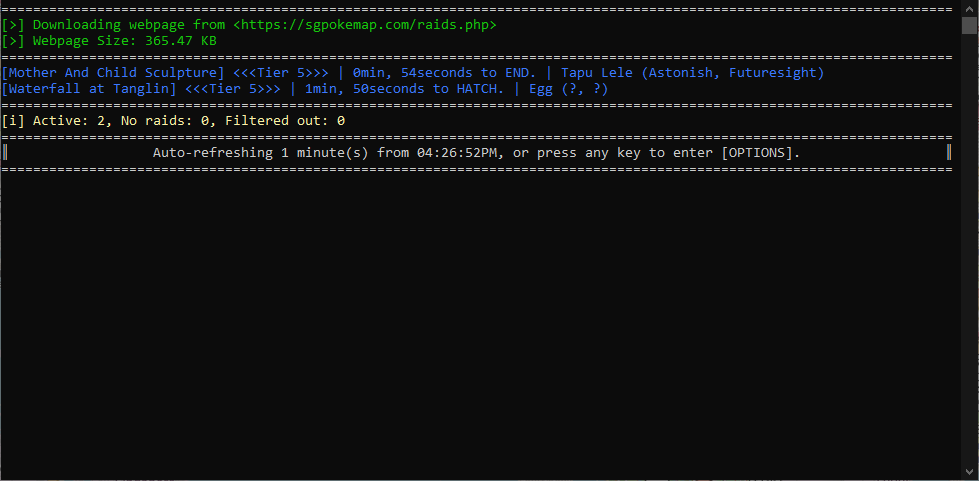 =======================================================================================================================
[>] Downloading webpage from <https://sgpokemap.com/raids.php>
[>] Webpage Size: 365.47 KB
=======================================================================================================================
[Mother And Child Sculpture] <<<Tier 5>>> | 0min, 54seconds to END. | Tapu Lele (Astonish, Futuresight)
[Waterfall at Tanglin] <<<Tier 5>>> | 1min, 50seconds to HATCH. | Egg (?, ?)
=======================================================================================================================
[i] Active: 2, No raids: 0, Filtered out: 0
=======================================================================================================================
║ Auto-refreshing 1 minute(s) from 04:26:52PM, or press any key to enter [OPTIONS]. ║
=======================================================================================================================